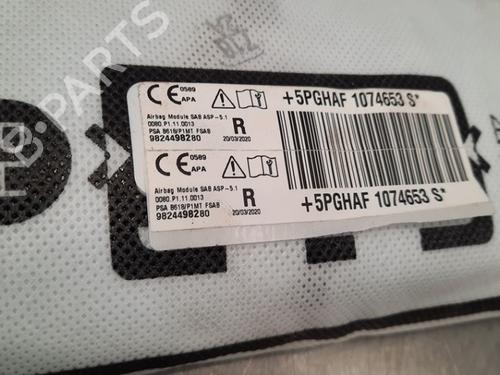 CE 0589
APA
Airbag Module SAB ASP-5.1
0080.P1.11.0013
PSA B618/P1MT FSAB
9824498280
R
20/03/2020
+5PGHAF 1074653 S*
CE 0589
APA
Airbag Module SAB ASP-5.1
0080.P1.11.0013
PSA B618/P1MT FSAB
9824498280
R
20/03/2020
+5PGHAF 1074653 S*
B-PARTS